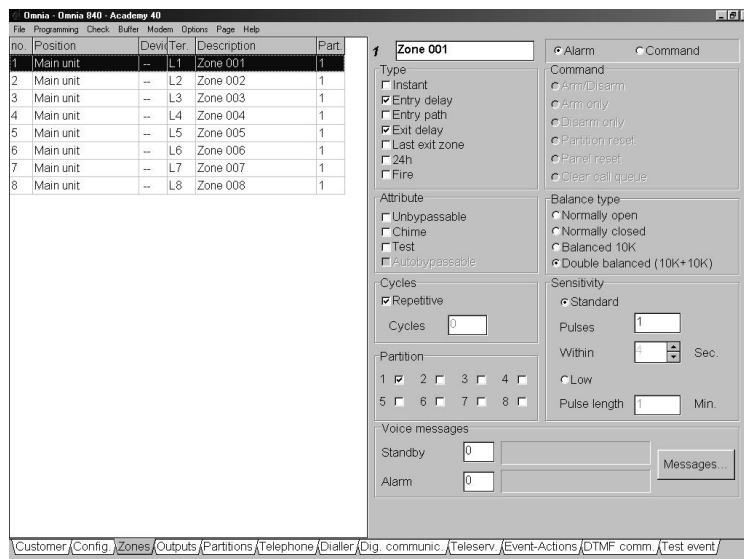 Omnia - Omnia 840 - Academy 40
File Programming Check Buffer Modem Options Page Help
no. Position Devic Ter. Description Part.
1 Main unit -- L1 Zone 001 1
2 Main unit -- L2 Zone 002 1
3 Main unit -- L3 Zone 003 1
4 Main unit -- L4 Zone 004 1
5 Main unit -- L5 Zone 005 1
6 Main unit -- L6 Zone 006 1
7 Main unit -- L7 Zone 007 1
8 Main unit -- L8 Zone 008 1
1 Zone 001
Alarm Command
Type
Instant
Entry delay
Entry path
Exit delay
Last exit zone
24h
Fire
Command
Arm/Disarm
Arm only
Disarm only
Partition reset
Panel reset
Clear call queue
Attribute
Unbypassable
Chime
Test
Autobypassable
Balance type
Normally open
Normally closed
Balanced 10K
Double balanced (10K+10K)
Cycles
Repetitive
Cycles 0
Sensitivity
Standard
Pulses 1
Within 4 Sec.
Low
Pulse length 1 Min.
Partition
1 2 3 4
5 6 7 8
Voice messages
Standby 0
Alarm 0
Messages...
Customer Config. Zones Outputs Partitions Telephone Dialler Dig. communic. Teleserv. Event-Actions DTMF comm. Test event